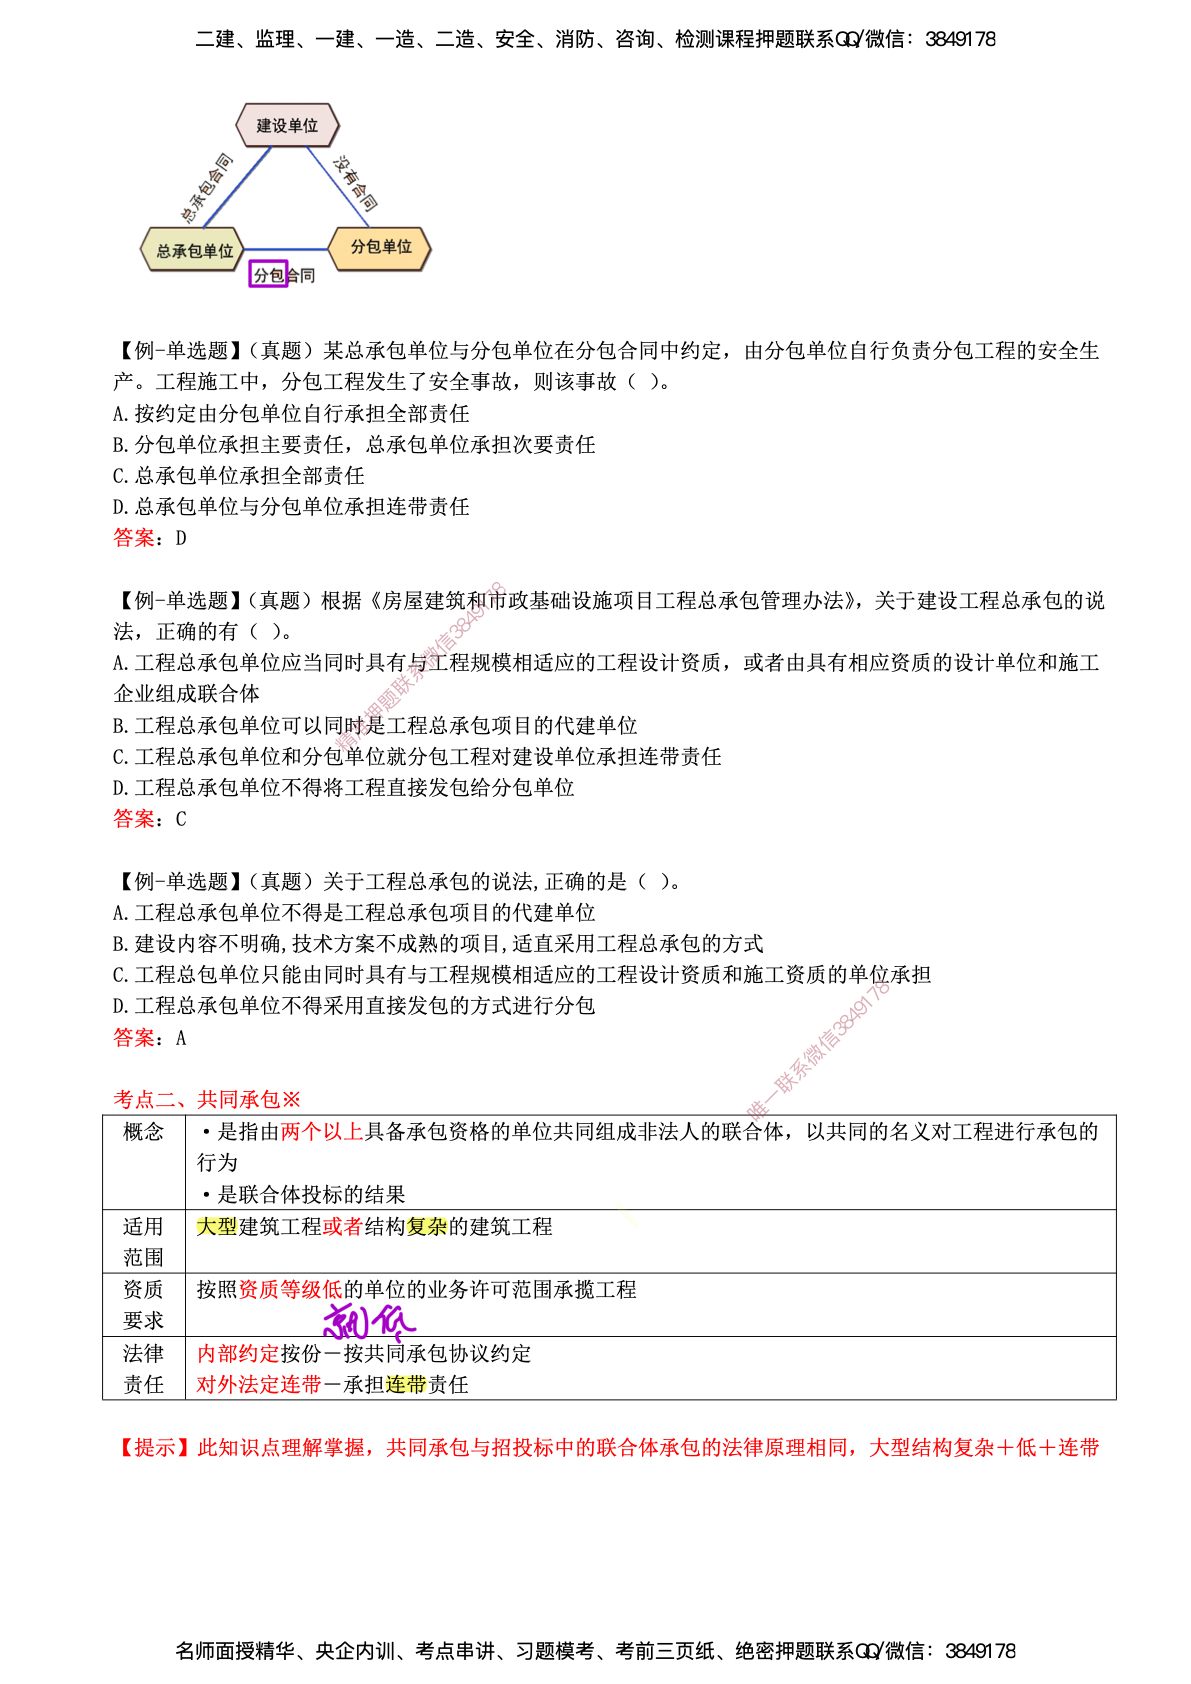 二建、监理、一建、一造、二造、安全、消防、咨询、检测课程押题联系QQ/微信：3849178
建设单位
总承包合同
没有合同
总承包单位
分包单位
分包合同
【例-单选题】（真题）某总承包单位与分包单位在分包合同中约定，由分包单位自行负责分包工程的安全生
产。工程施工中，分包工程发生了安全事故，则该事故（ ）。
A.按约定由分包单位自行承担全部责任
B.分包单位承担主要责任，总承包单位承担次要责任
C.总承包单位承担全部责任
D.总承包单位与分包单位承担连带责任
答案：D
【例-单选题】（真题）根据《房屋建筑和市政基础设施项目工程总承包管理办法》，关于建设工程总承包的说
法，正确的有（ ）。
A.工程总承包单位应当同时具有与工程规模相适应的工程设计资质，或者由具有相应资质的设计单位和施工
企业组成联合体
B.工程总承包单位可以同时是工程总承包项目的代建单位
C.工程总承包单位和分包单位就分包工程对建设单位承担连带责任
D.工程总承包单位不得将工程直接发包给分包单位
答案：C
精准押题联系微信3849178
【例-单选题】（真题）关于工程总承包的说法,正确的是（ ）。
A.工程总承包单位不得是工程总承包项目的代建单位
B.建设内容不明确,技术方案不成熟的项目,适直采用工程总承包的方式
C.工程总包单位只能由同时具有与工程规模相适应的工程设计资质和施工资质的单位承担
D.工程总承包单位不得采用直接发包的方式进行分包
答案：A
唯一联系微信3849178
考点二、共同承包※
概念
·是指由两个以上具备承包资格的单位共同组成非法人的联合体，以共同的名义对工程进行承包的
行为
·是联合体投标的结果
适用
范围
大型建筑工程或者结构复杂的建筑工程
资质
要求
按照资质等级低的单位的业务许可范围承揽工程
就低
法律
责任
内部约定按份－按共同承包协议约定
对外法定连带－承担连带责任
【提示】此知识点理解掌握，共同承包与招投标中的联合体承包的法律原理相同，大型结构复杂＋低＋连带
名师面授精华、央企内训、考点串讲、习题模考、考前三页纸、绝密押题联系QQ/微信：3849178